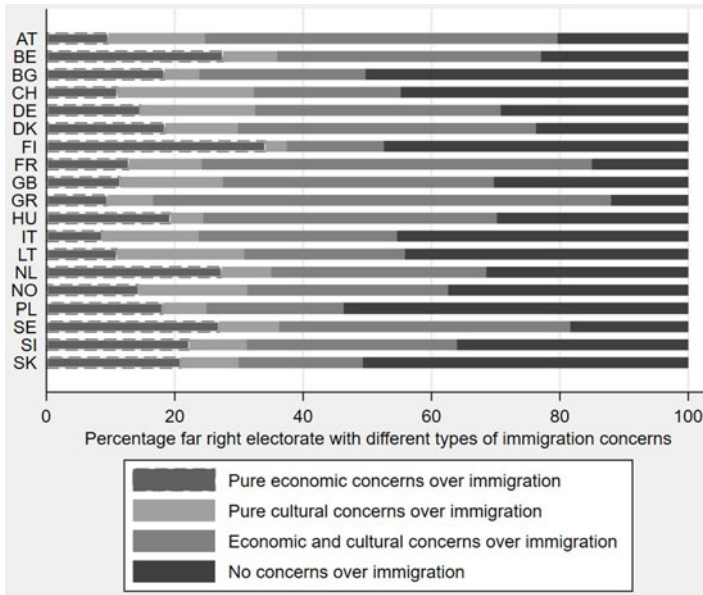 AT
BE
BG
CH
DE
DK
FI
FR
GB
GR
HU
IT
LT
NL
NO
PL
SE
SI
SK
0 20 40 60 80 100
Percentage far right electorate with different types of immigration concerns
Pure economic concerns over immigration
Pure cultural concerns over immigration
Economic and cultural concerns over immigration
No concerns over immigration